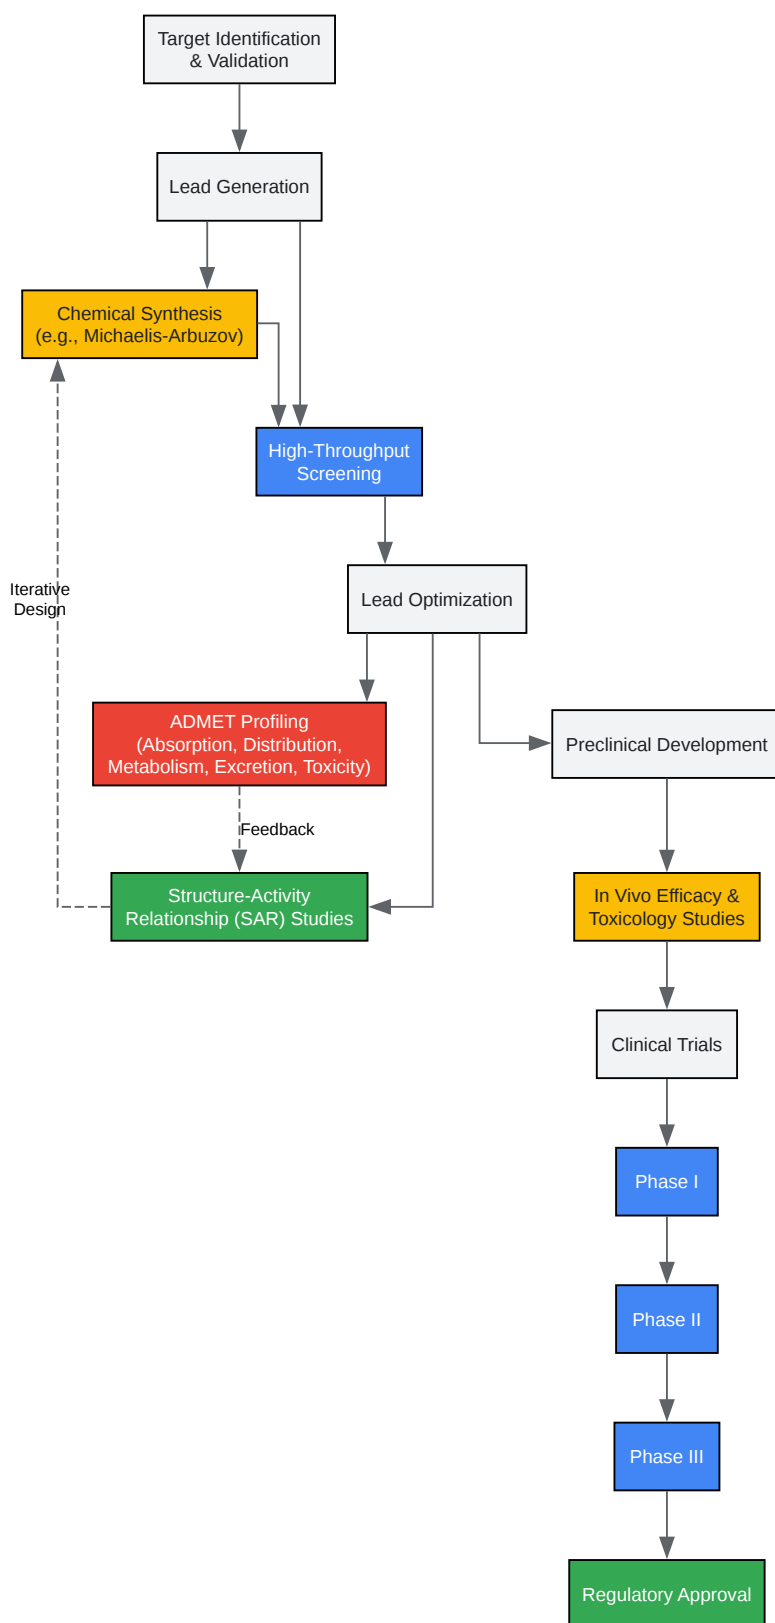 Target Identification
& Validation
Lead Generation
Chemical Synthesis
(e.g., Michaelis-Arbuzov)
High-Throughput
Screening
Iterative
Design
Lead Optimization
ADMET Profiling
(Absorption, Distribution,
Metabolism, Excretion, Toxicity)
Preclinical Development
Feedback
Structure-Activity
Relationship (SAR) Studies
In Vivo Efficacy &
Toxicology Studies
Clinical Trials
Phase I
Phase II
Phase III
Regulatory Approval